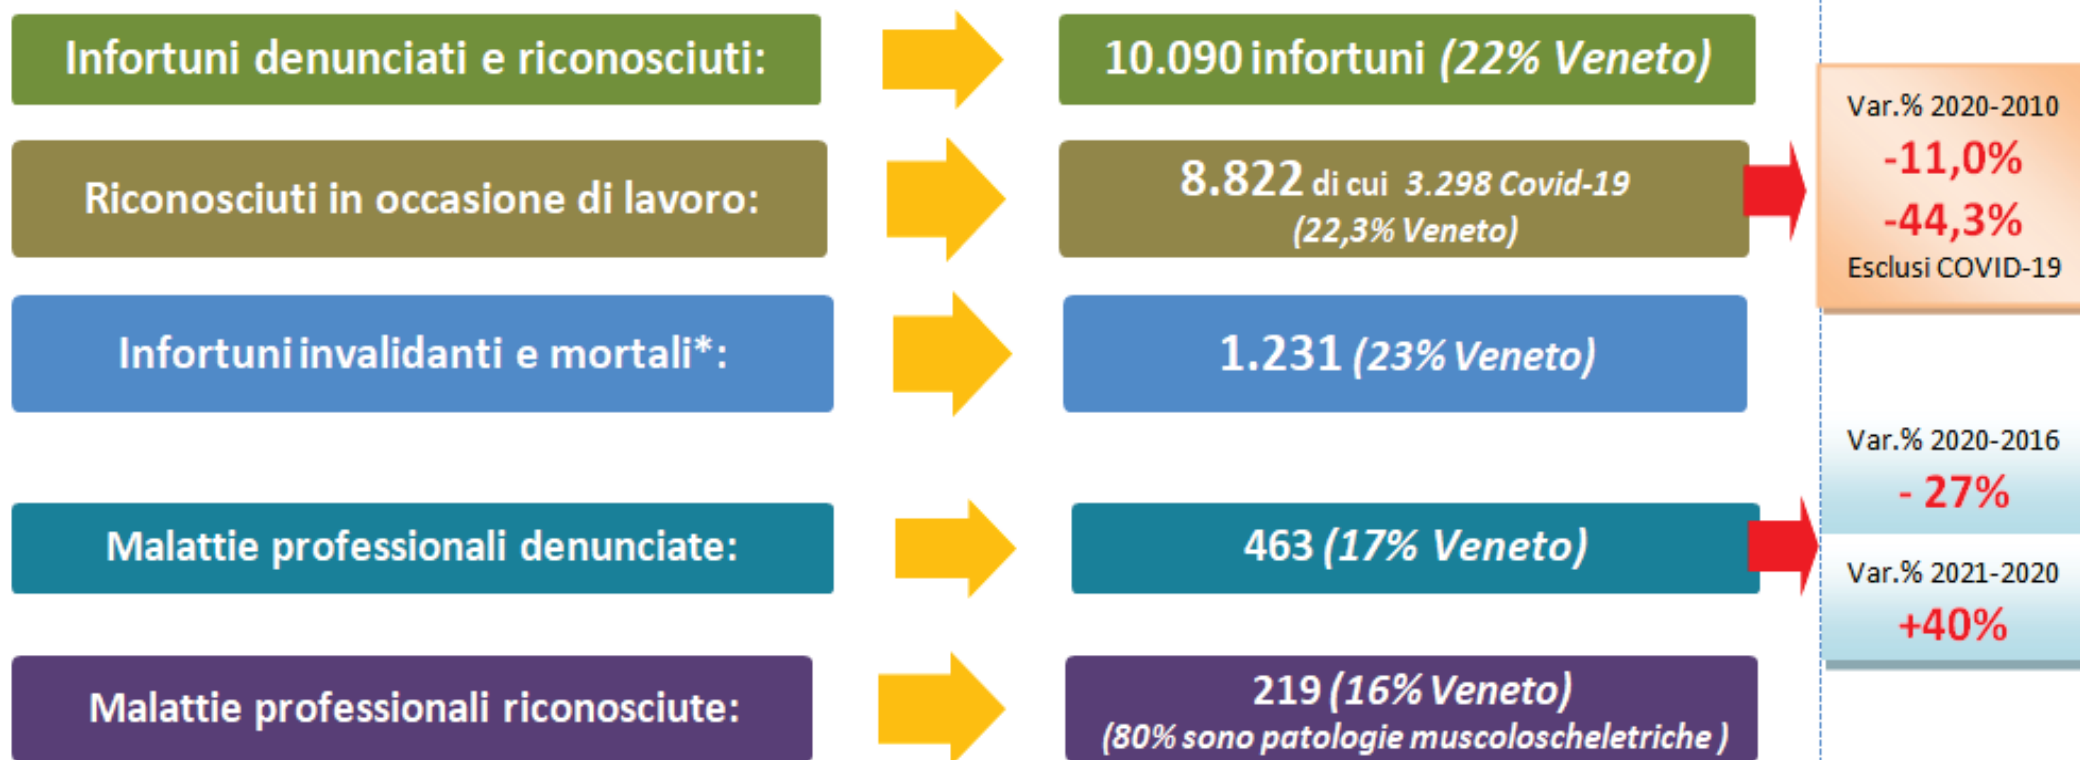 Infortuni denunciati e riconosciuti:
10.090 infortuni (22% Veneto)
Riconosciuti in occasione di lavoro:
8.822 di cui 3.298 Covid-19
(22,3% Veneto)
Var.% 2020-2010
-11,0%
-44,3%
Esclusi COVID-19
Infortuni invalidanti e mortali*:
1.231 (23% Veneto)
Malattie professionali denunciate:
463 (17% Veneto)
Var.% 2020-2016
- 27%
Var.% 2021-2020
+40%
Malattie professionali riconosciute:
219 (16% Veneto)
(80% sono patologie muscoloscheletriche )